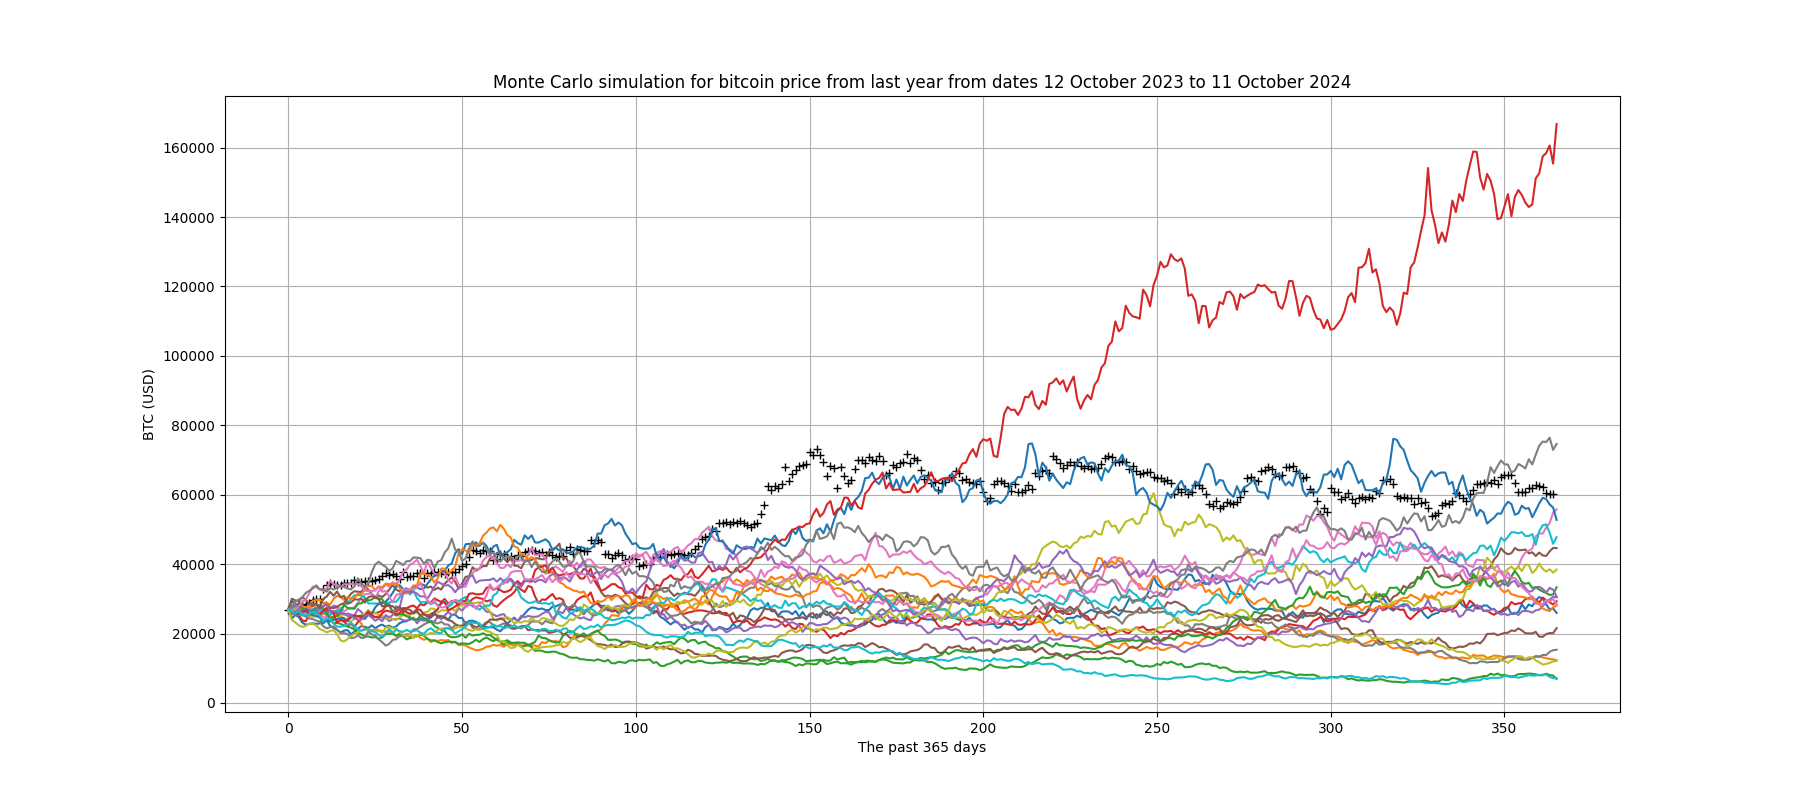 Monte Carlo simulation for bitcoin price from last year from dates 12 October 2023 to 11 October 2024
160000
140000
120000
100000
80000
60000
40000
20000
0
BTC (USD)
0 50 100 150 200 250 300 350
The past 365 days